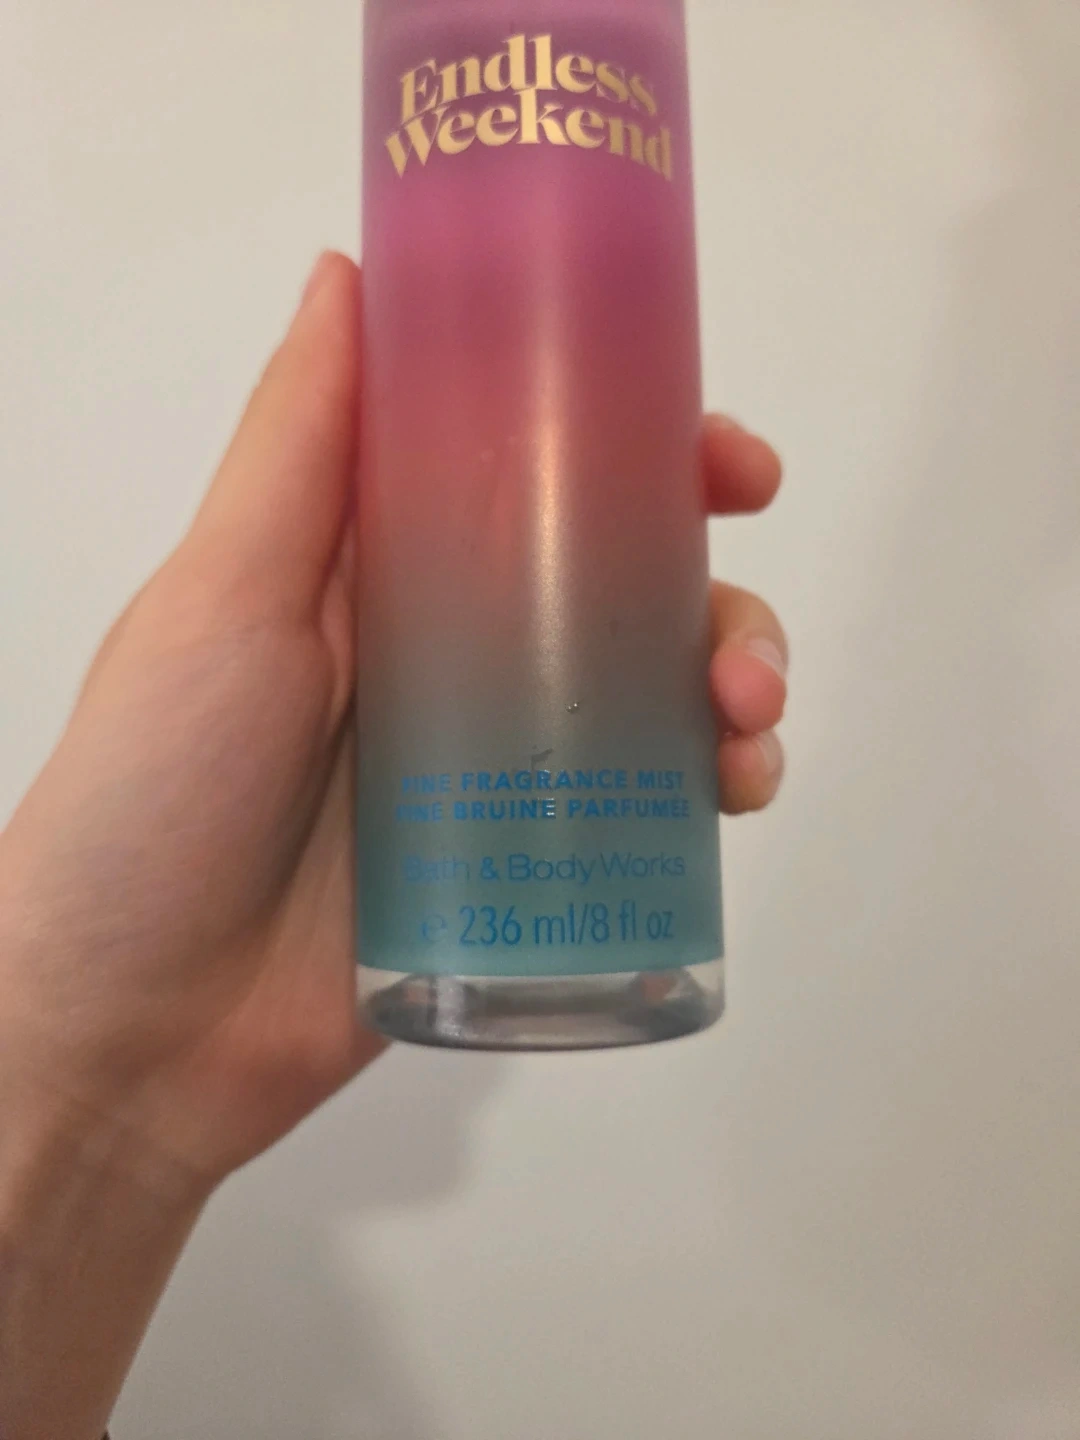 Endless
Weekend
FINE FRAGRANCE MIST
FINE BRUINE PARFUMÉE
Bath & Body Works
e 236 ml/8 fl oz